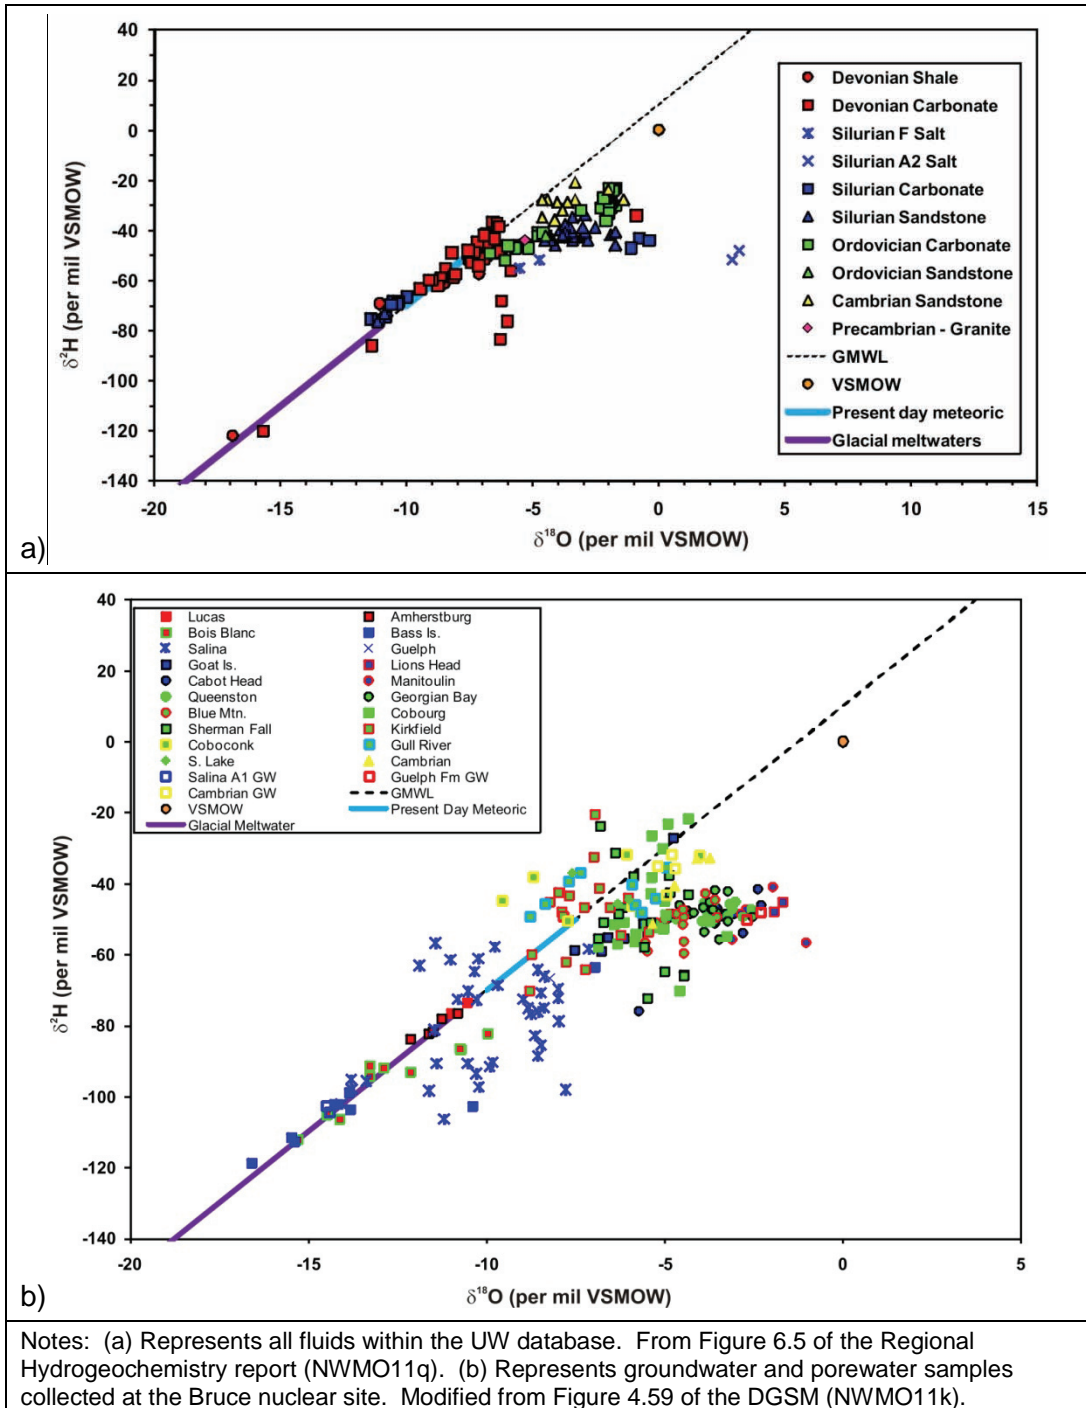 40
20
0
-20
-40
-60
-80
-100
-120
-140
δ²H (per mil VSMOW)
-20 -15 -10 -5 0 5 10 15
δ¹⁸O (per mil VSMOW)
Devonian Shale
Devonian Carbonate
Silurian F Salt
Silurian A2 Salt
Silurian Carbonate
Silurian Sandstone
Ordovician Carbonate
Ordovician Sandstone
Cambrian Sandstone
Precambrian - Granite
GMWL
VSMOW
Present day meteoric
Glacial meltwaters
a)
40
20
0
-20
-40
-60
-80
-100
-120
-140
δ²H (per mil VSMOW)
-20 -15 -10 -5 0 5
δ¹⁸O (per mil VSMOW)
Lucas Amherstburg
Bois Blanc Bass Is.
Salina Guelph
Goat Is. Lions Head
Cabot Head Manitoulin
Queenston Georgian Bay
Blue Mtn. Cobourg
Sherman Fall Kirkfield
Coboconk Gull River
S. Lake Cambrian
Salina A1 GW Guelph Fm GW
Cambrian GW GMWL
VSMOW Present Day Meteoric
Glacial Meltwater
b)
Notes: (a) Represents all fluids within the UW database. From Figure 6.5 of the Regional
Hydrogeochemistry report (NWMO11q). (b) Represents groundwater and porewater samples
collected at the Bruce nuclear site. Modified from Figure 4.59 of the DGSM (NWMO11k).